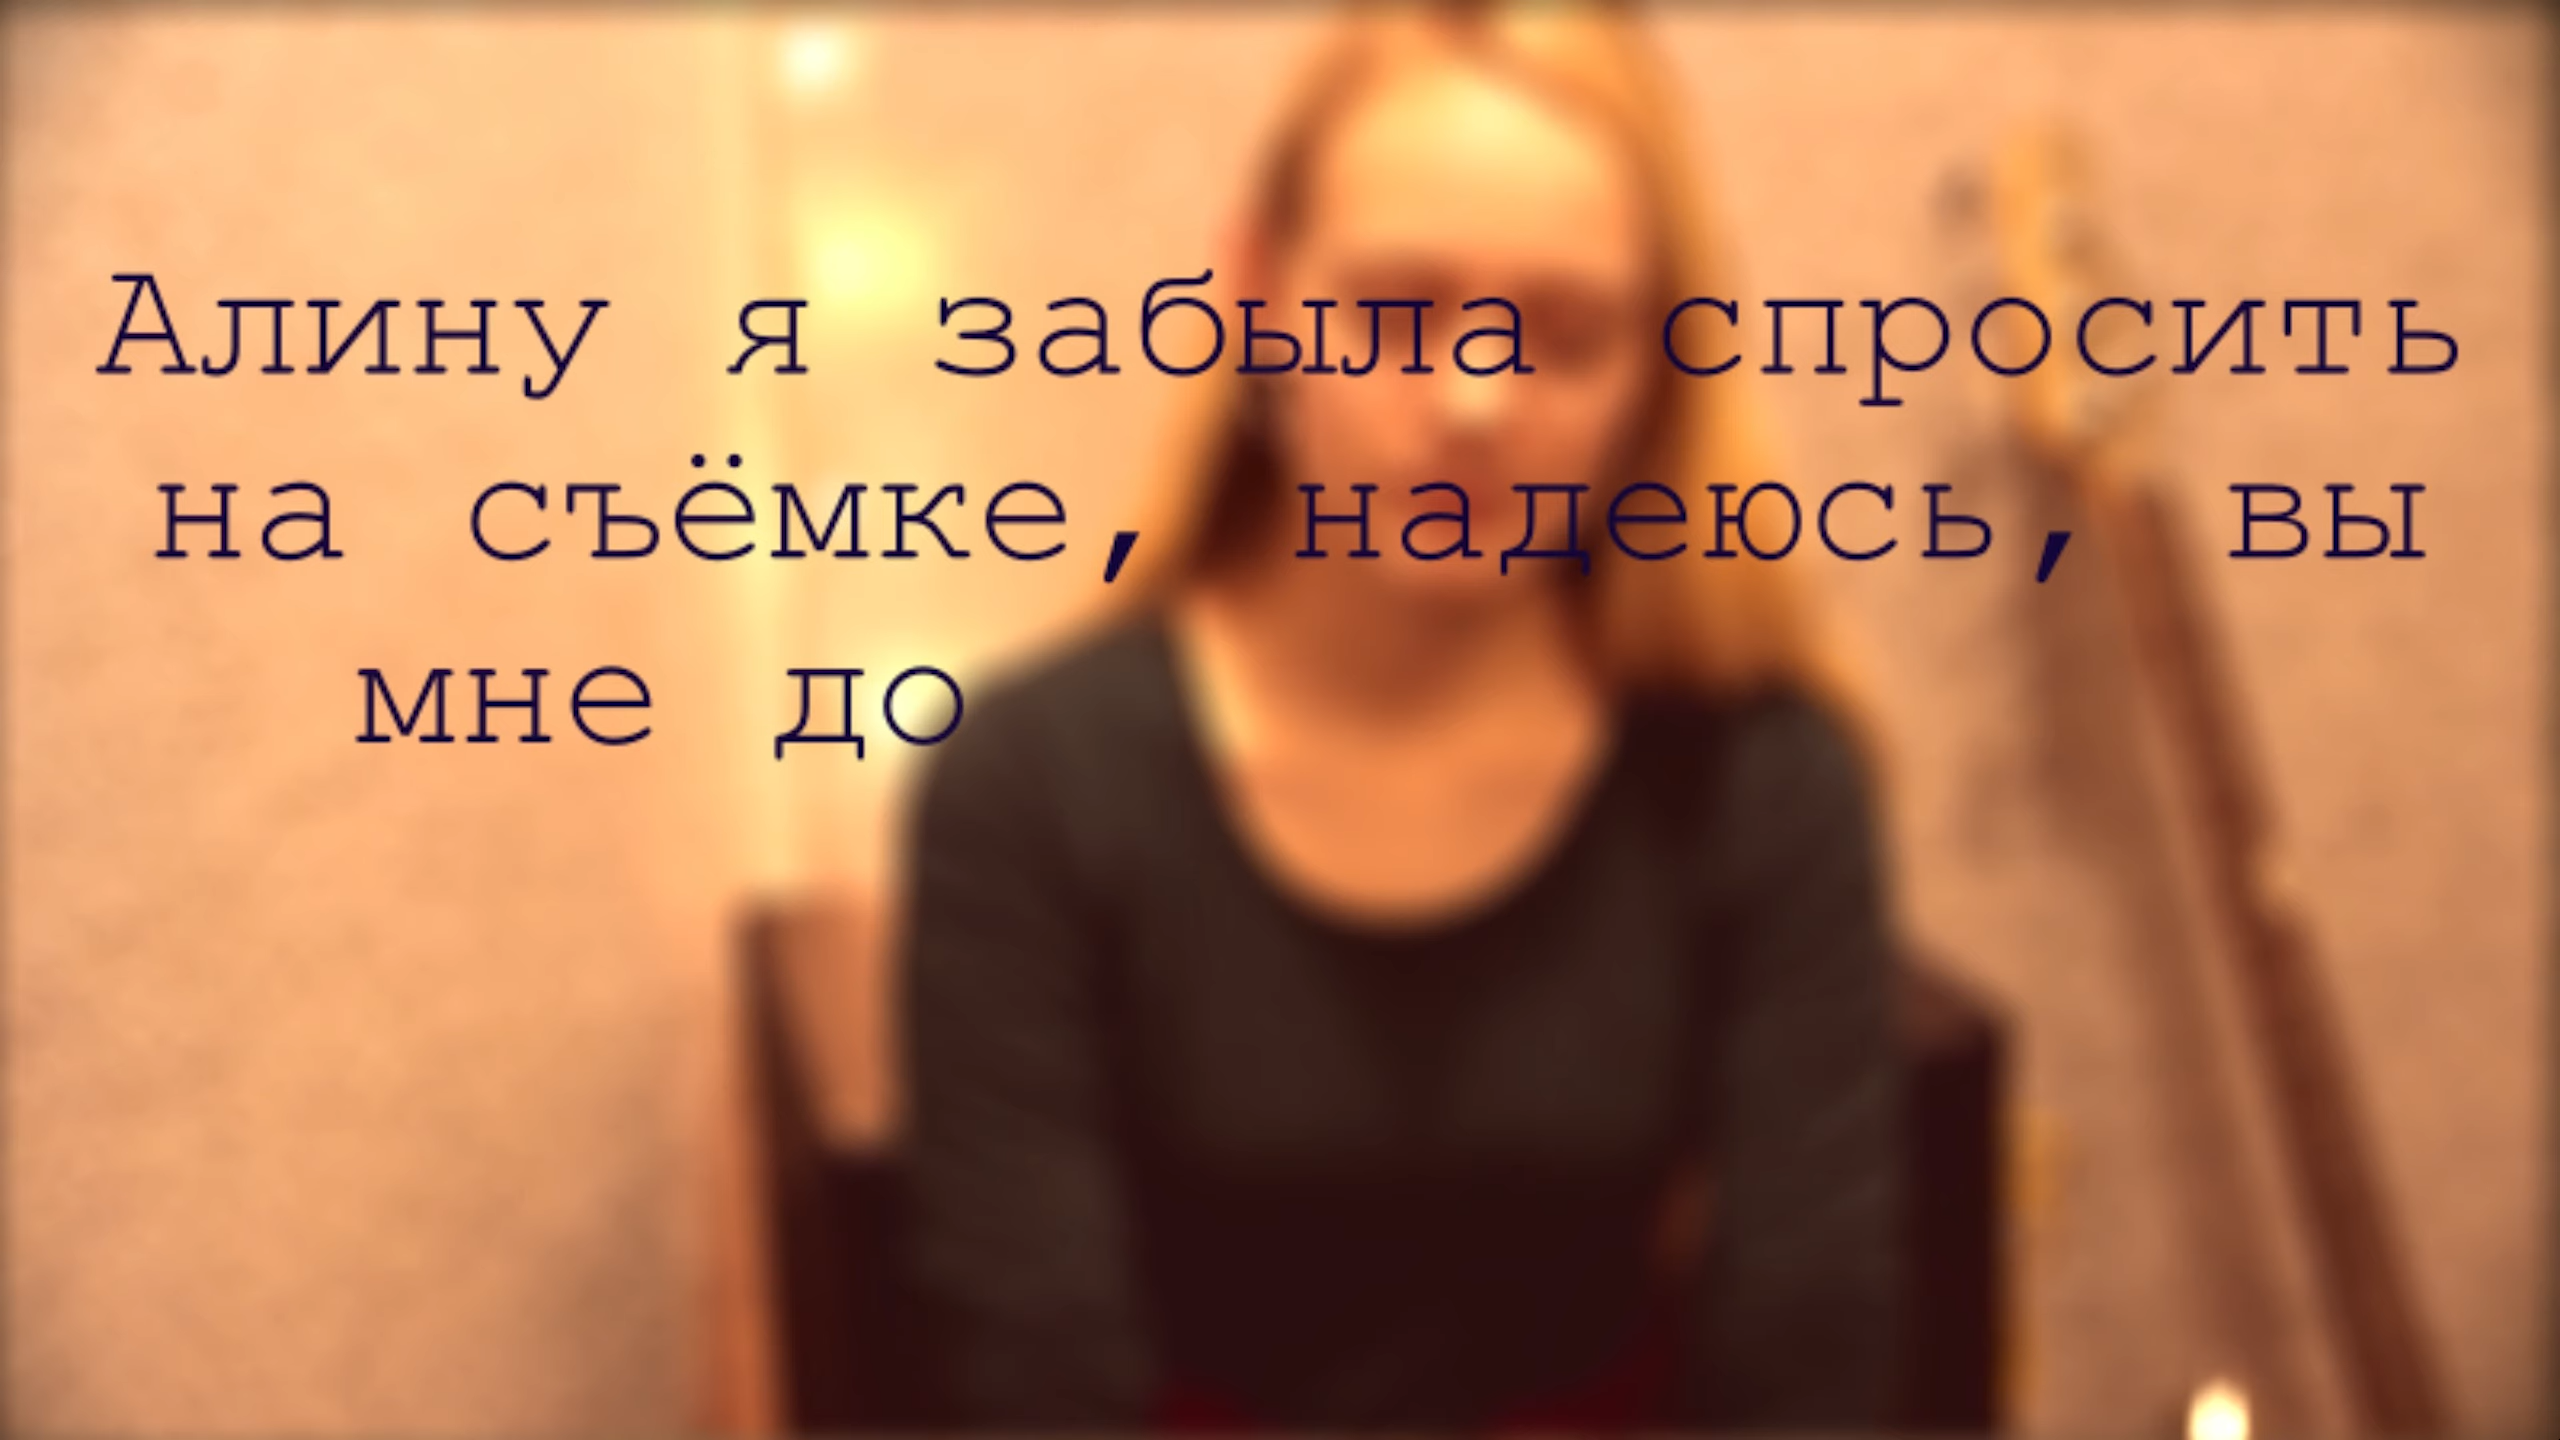 Алину я забыла спросить
на съёмке, надеюсь, вы
мне до